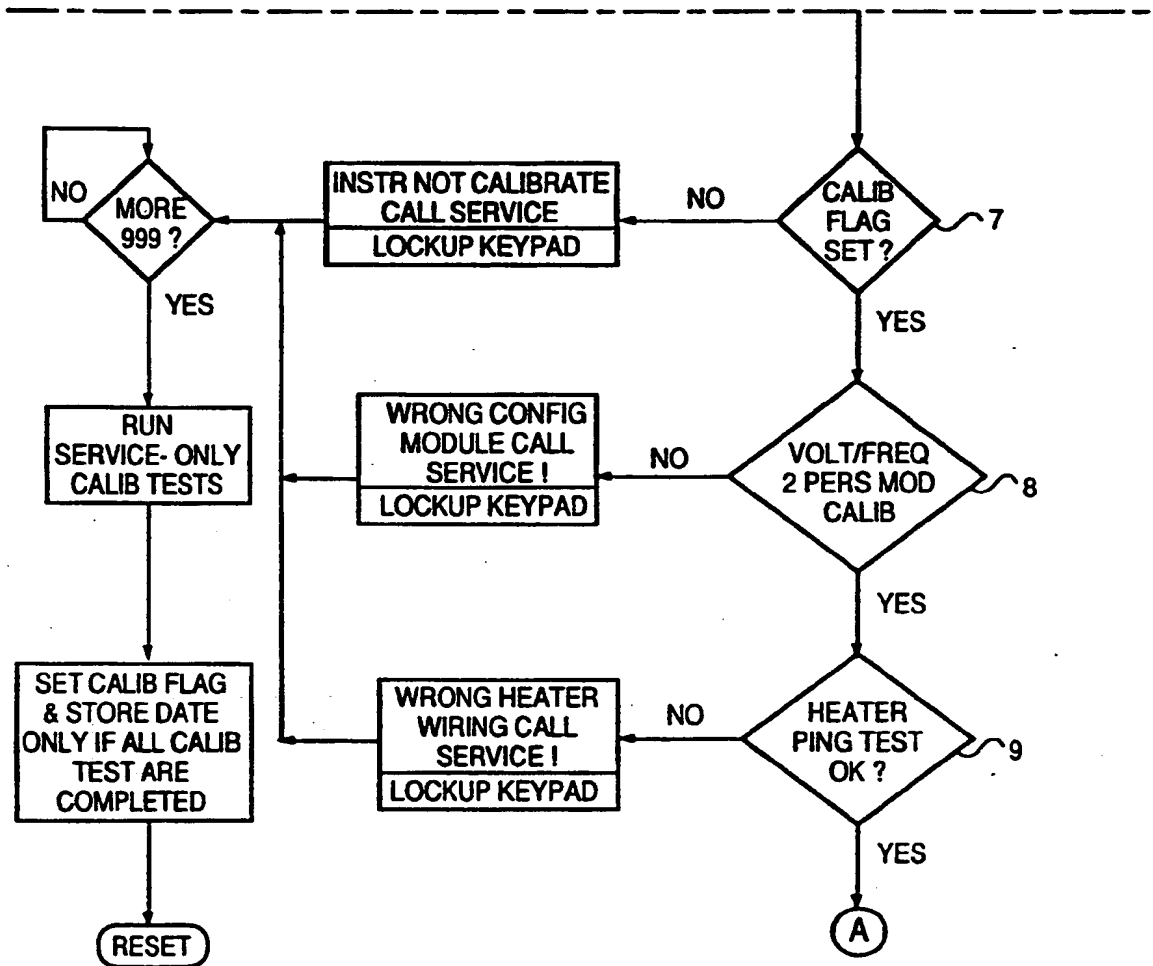 NO
MORE
999 ?
YES
INSTR NOT CALIBRATE
CALL SERVICE
LOCKUP KEYPAD
NO
CALIB
FLAG
SET ?
7
YES
RUN
SERVICE- ONLY
CALIB TESTS
WRONG CONFIG
MODULE CALL
SERVICE !
LOCKUP KEYPAD
NO
VOLT/FREQ
2 PERS MOD
CALIB
8
YES
SET CALIB FLAG
& STORE DATE
ONLY IF ALL CALIB
TEST ARE
COMPLETED
WRONG HEATER
WIRING CALL
SERVICE !
LOCKUP KEYPAD
NO
HEATER
PING TEST
OK ?
9
YES
RESET
A